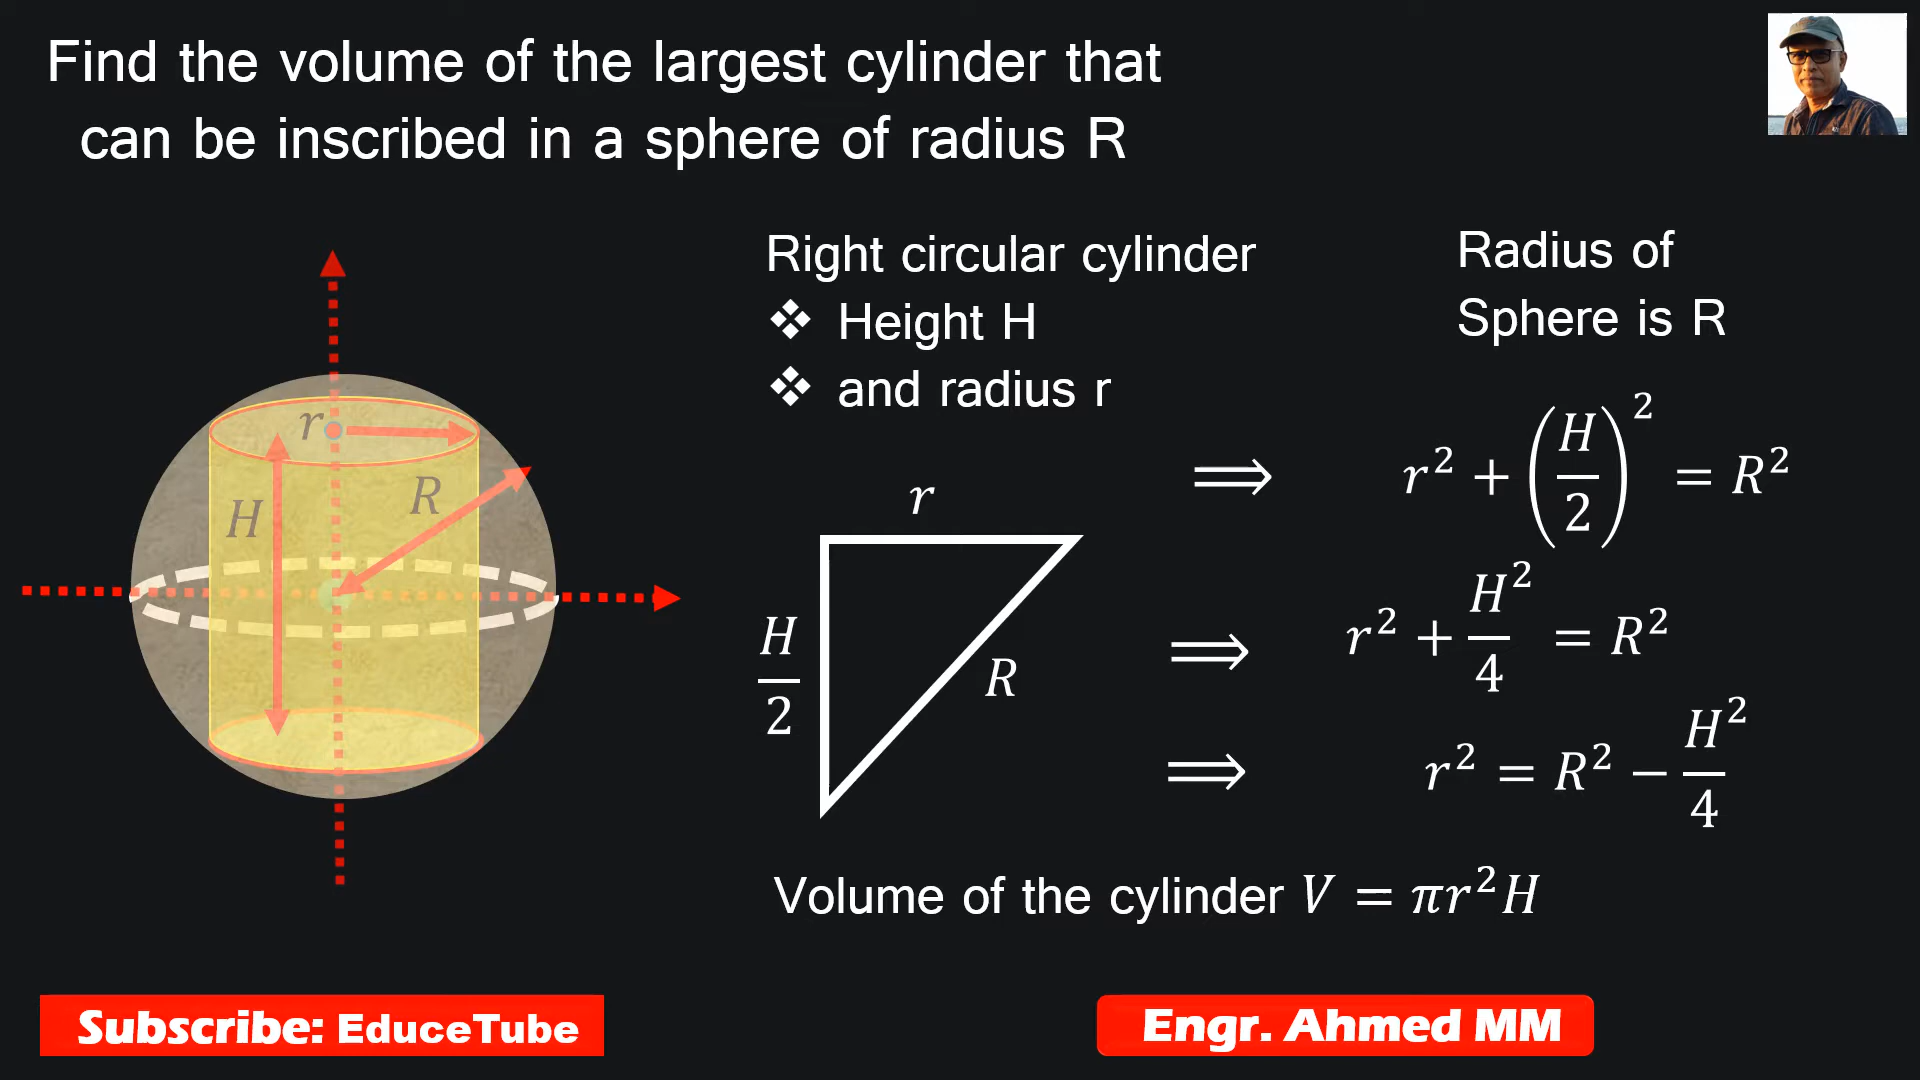 Find the volume of the largest cylinder that
can be inscribed in a sphere of radius R
r
H
R
Right circular cylinder
❖ Height H
❖ and radius r
Radius of
Sphere is R
r
H/2
R
⟹ r² + (H/2)² = R²
⟹ r² + H²/4 = R²
⟹ r² = R² − H²/4
Volume of the cylinder V = πr²H
Subscribe: EduceTube
Engr. Ahmed MM